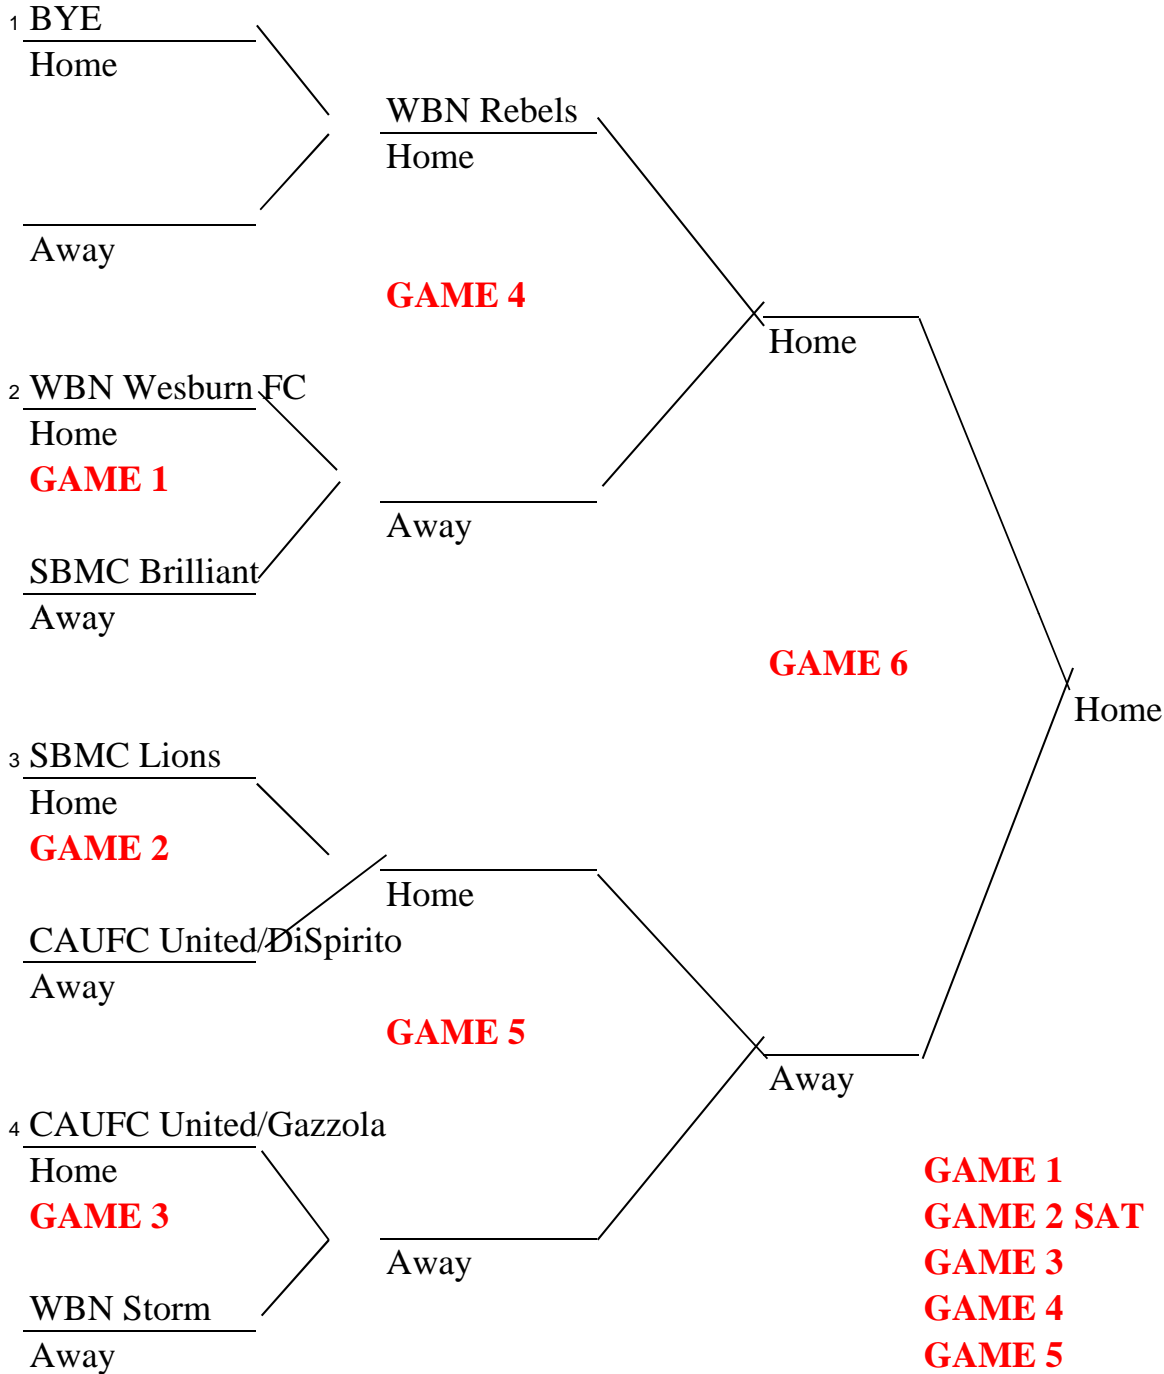 1 BYE
Home
WBN Rebels
Home
Away
GAME 4
Home
2 WBN Wesburn FC
Home
GAME 1
Away
SBMC Brilliant
Away
GAME 6
Home
3 SBMC Lions
Home
GAME 2
Home
CAUFC United/DiSpirito
Away
GAME 5
Away
4 CAUFC United/Gazzola
Home
GAME 3
Away
WBN Storm
Away
GAME 1
GAME 2 SAT
GAME 3
GAME 4
GAME 5